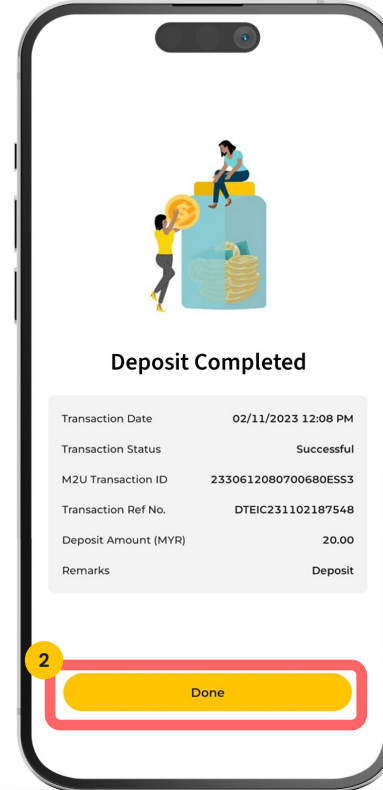 Deposit Completed
Transaction Date 02/11/2023 12:08 PM
Transaction Status Successful
M2U Transaction ID 2330612080700680ESS3
Transaction Ref No. DTEIC231102187548
Deposit Amount (MYR) 20.00
Remarks Deposit
2
Done